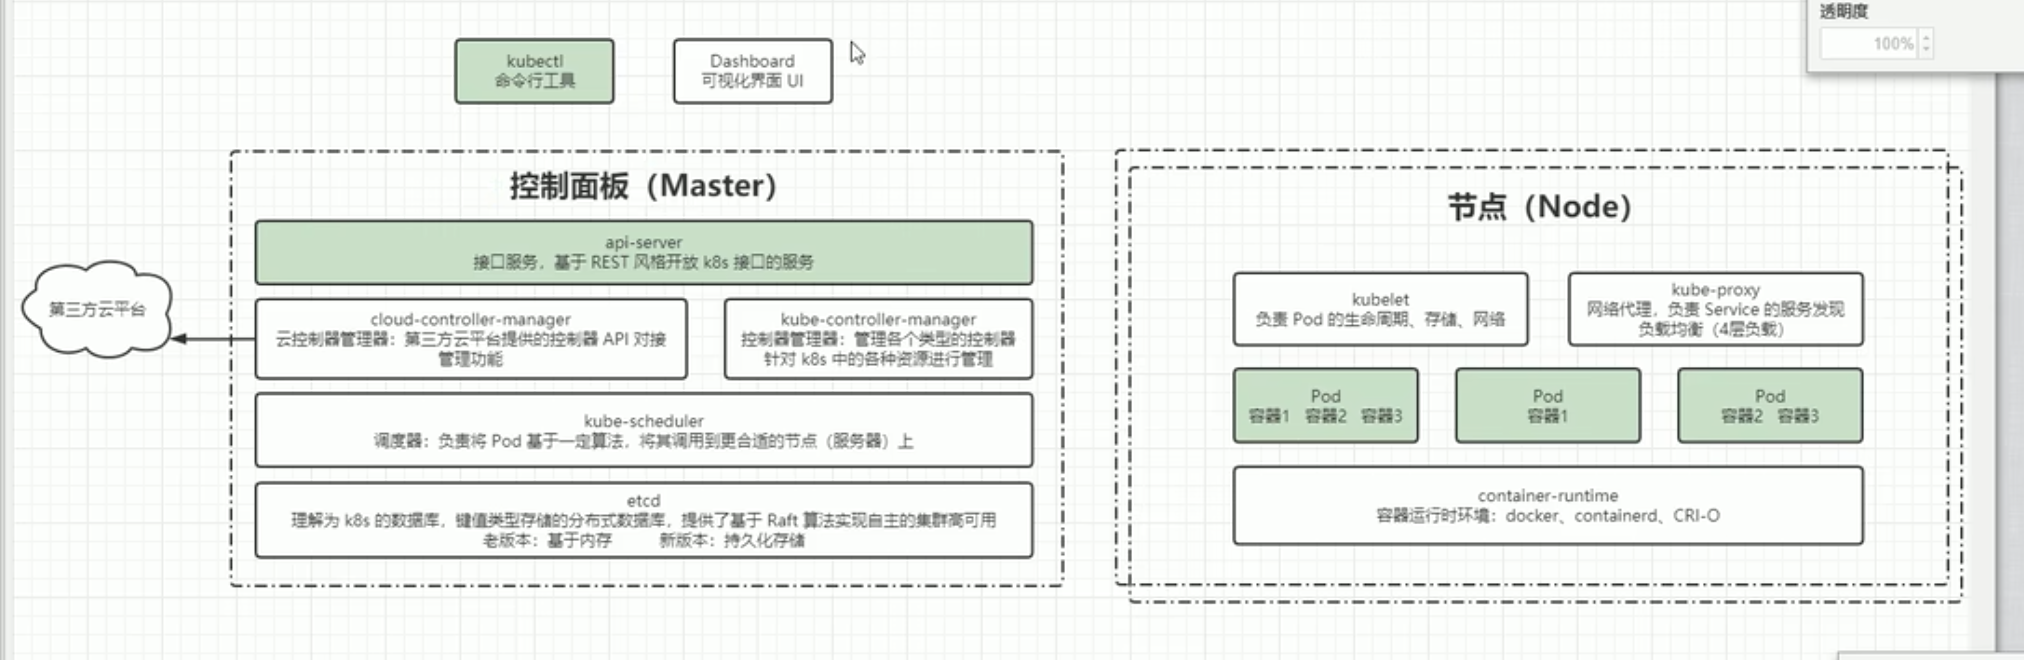 透明度
100%
kubectl
命令行工具
Dashboard
可视化界面 UI
控制面板（Master）
api-server
接口服务，基于 REST 风格开放 k8s 接口的服务
第三方云平台
cloud-controller-manager
云控制器管理器：第三方云平台提供的控制器 API 对接
管理功能
kube-controller-manager
控制器管理器：管理各个类型的控制器
针对 k8s 中的各种资源进行管理
kube-scheduler
调度器：负责将 Pod 基于一定算法，将其调用到更合适的节点（服务器）上
etcd
理解为 k8s 的数据库，键值类型存储的分布式数据库，提供了基于 Raft 算法实现自主的集群高可用
老版本：基于内存 新版本：持久化存储
节点（Node）
kubelet
负责 Pod 的生命周期、存储、网络
kube-proxy
网络代理，负责 Service 的服务发现
负载均衡（4层负载）
Pod
容器1 容器2 容器3
Pod
容器1
Pod
容器2 容器3
container-runtime
容器运行时环境：docker、containerd、CRI-O